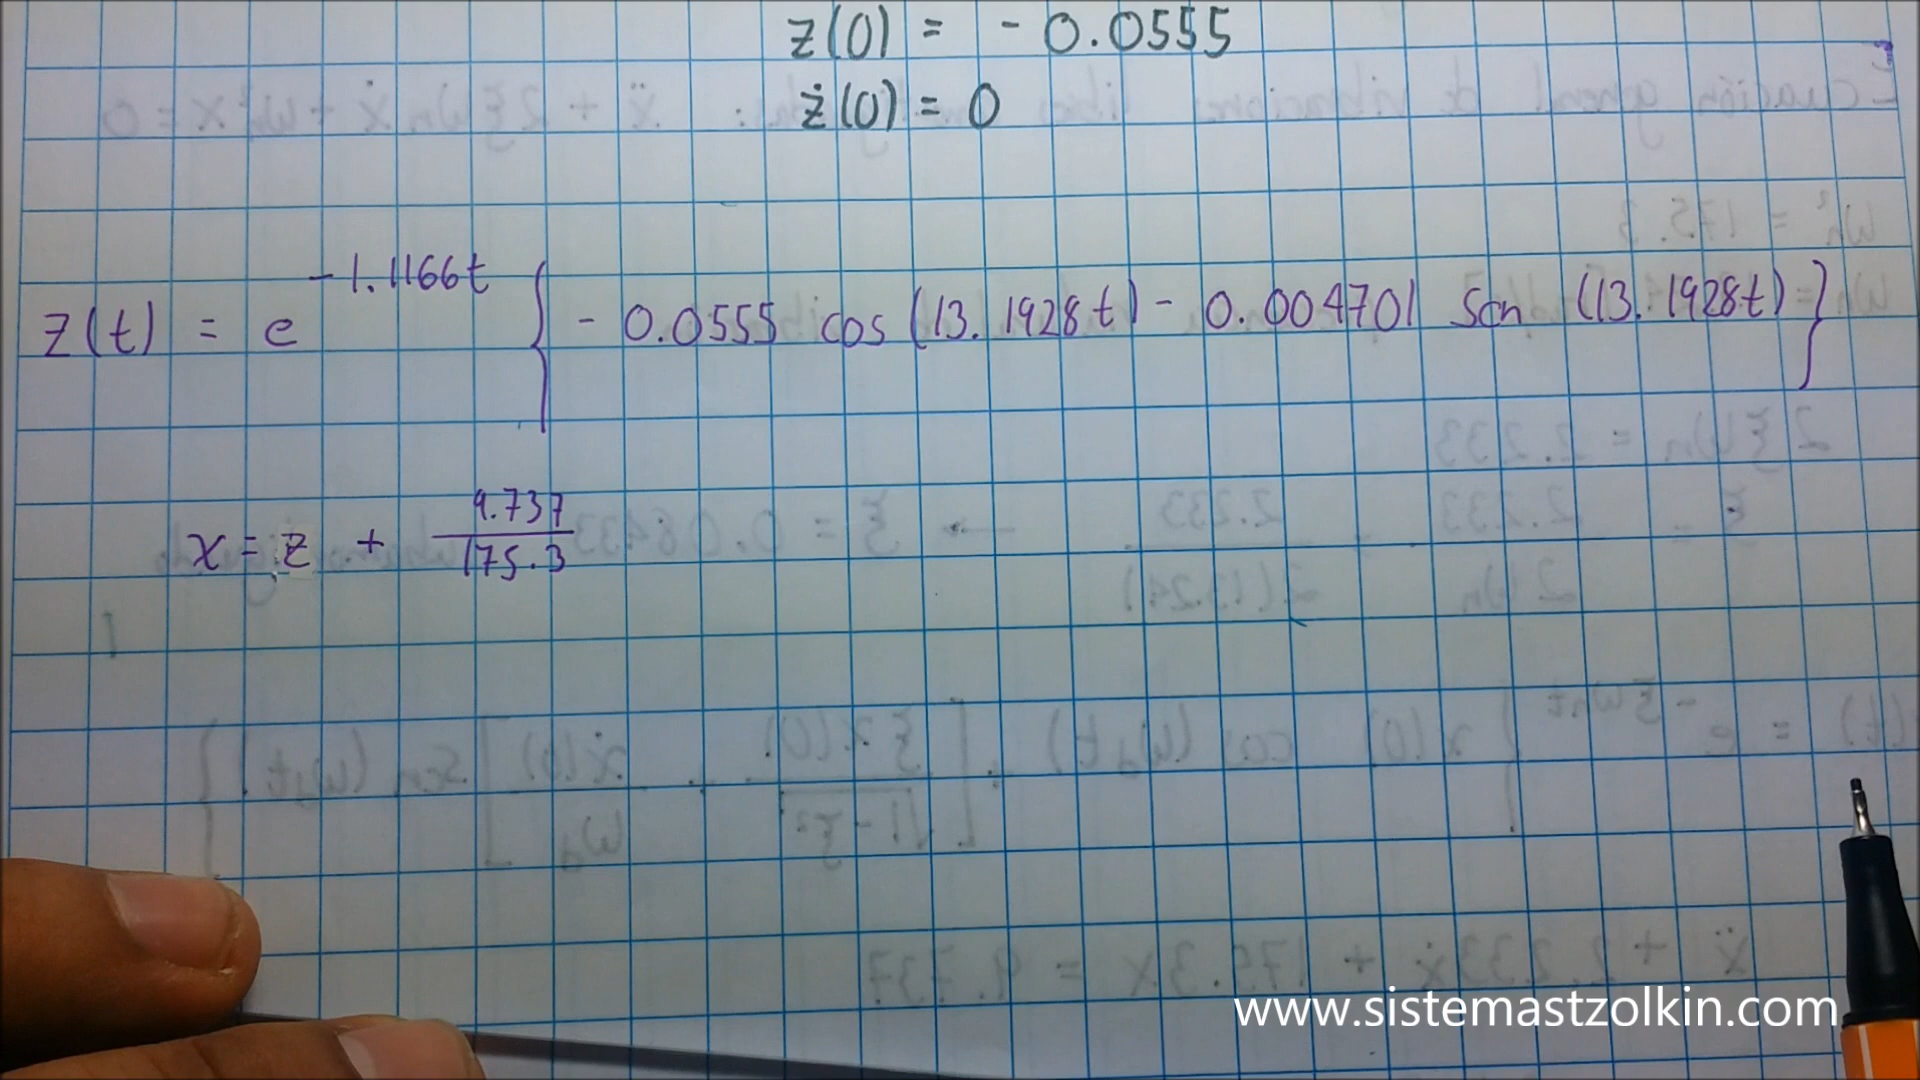 z(0) = - 0.0555
ż(0) = 0
z(t) = e^{-1.1166t} { - 0.0555 cos (13.1928t) - 0.004701 Sen (13.1928t) }
x = z + 9.737/175.3
www.sistemastzolkin.com